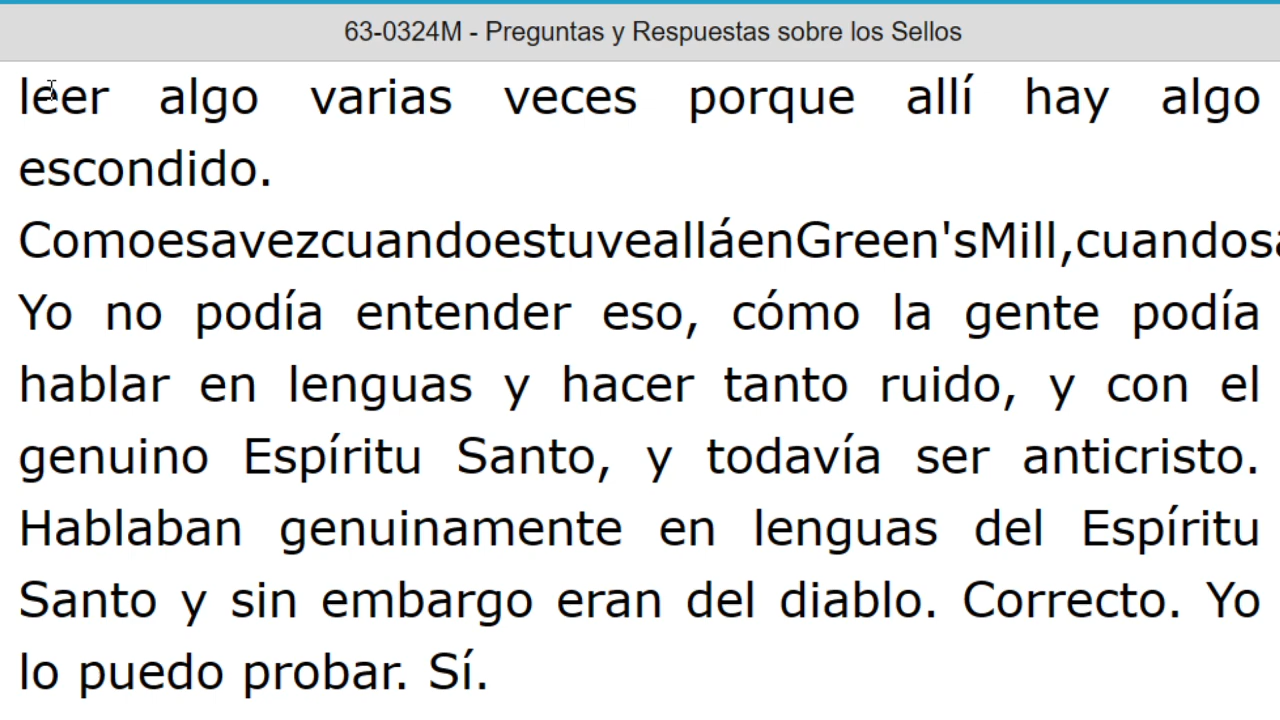 63-0324M - Preguntas y Respuestas sobre los Sellos
leer algo varias veces porque allí hay algo
escondido.
Comoesavezcuandoestuveallá​enGreen'sMill,cuandosa
Yo no podía entender eso, cómo la gente podía
hablar en lenguas y hacer tanto ruido, y con el
genuino Espíritu Santo, y todavía ser anticristo.
Hablaban genuinamente en lenguas del Espíritu
Santo y sin embargo eran del diablo. Correcto. Yo
lo puedo probar. Sí.